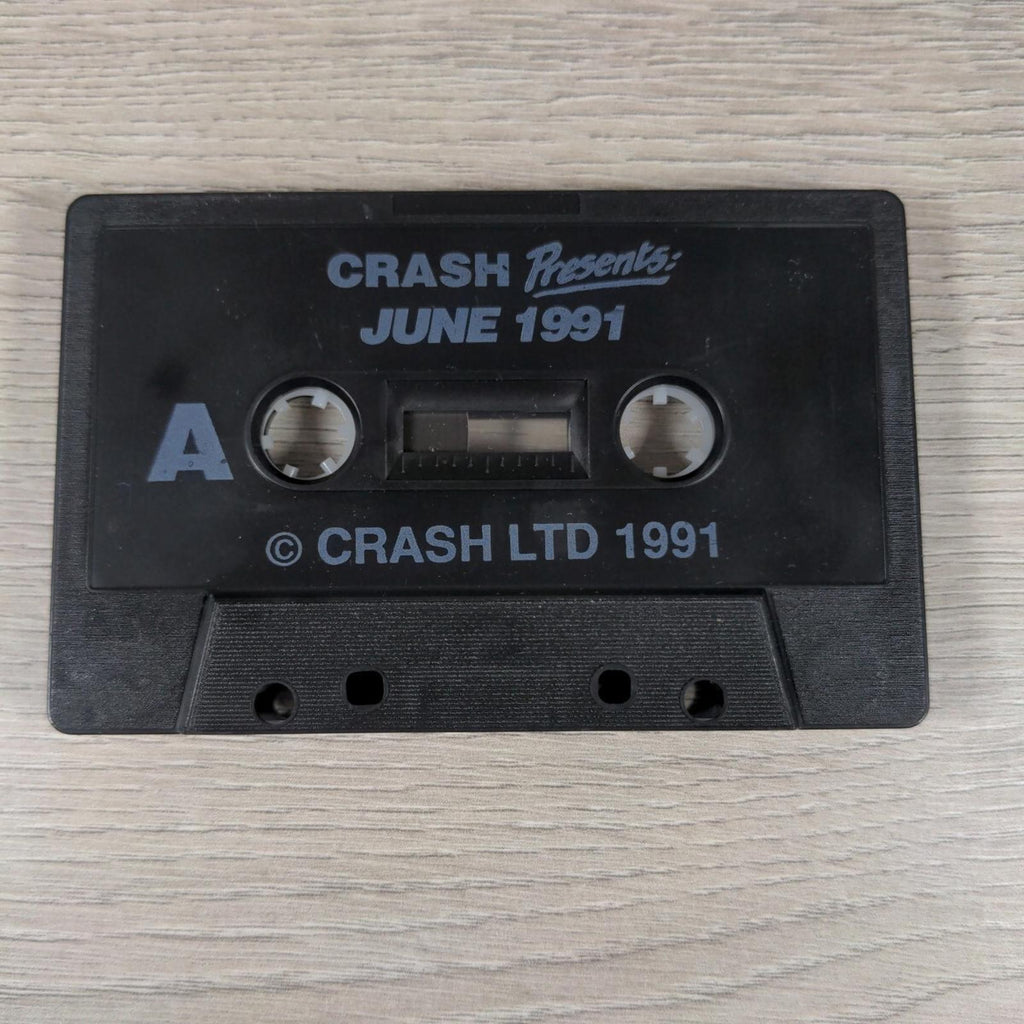 CRASH Presents:
JUNE 1991
A
© CRASH LTD 1991